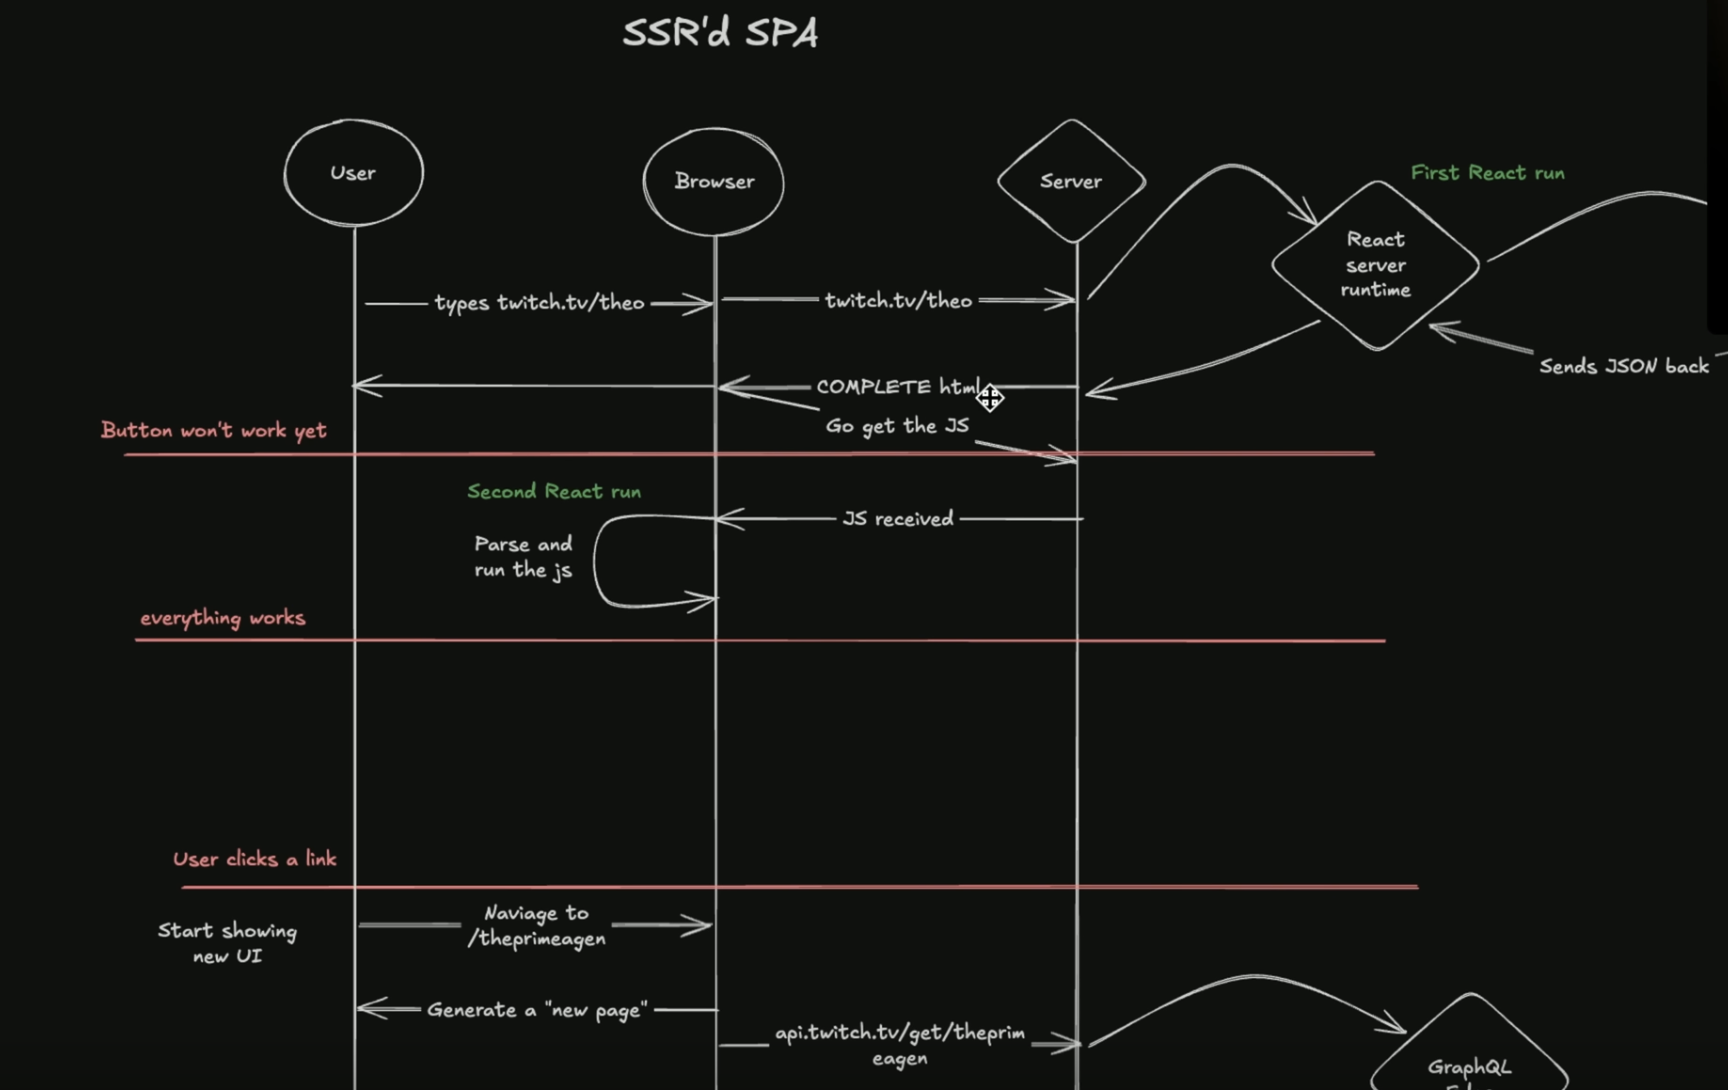 SSR'd SPA
User
Browser
Server
First React run
React
server
runtime
types twitch.tv/theo
twitch.tv/theo
Sends JSON back
COMPLETE html
Go get the JS
Button won't work yet
Second React run
JS received
Parse and
run the js
everything works
User clicks a link
Start showing
new UI
Naviage to
/theprimeagen
Generate a "new page"
api.twitch.tv/get/theprim
eagen
GraphQL